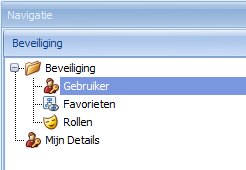 Navigatie
Beveiliging
Beveiliging
Gebruiker
Favorieten
Rollen
Mijn Details